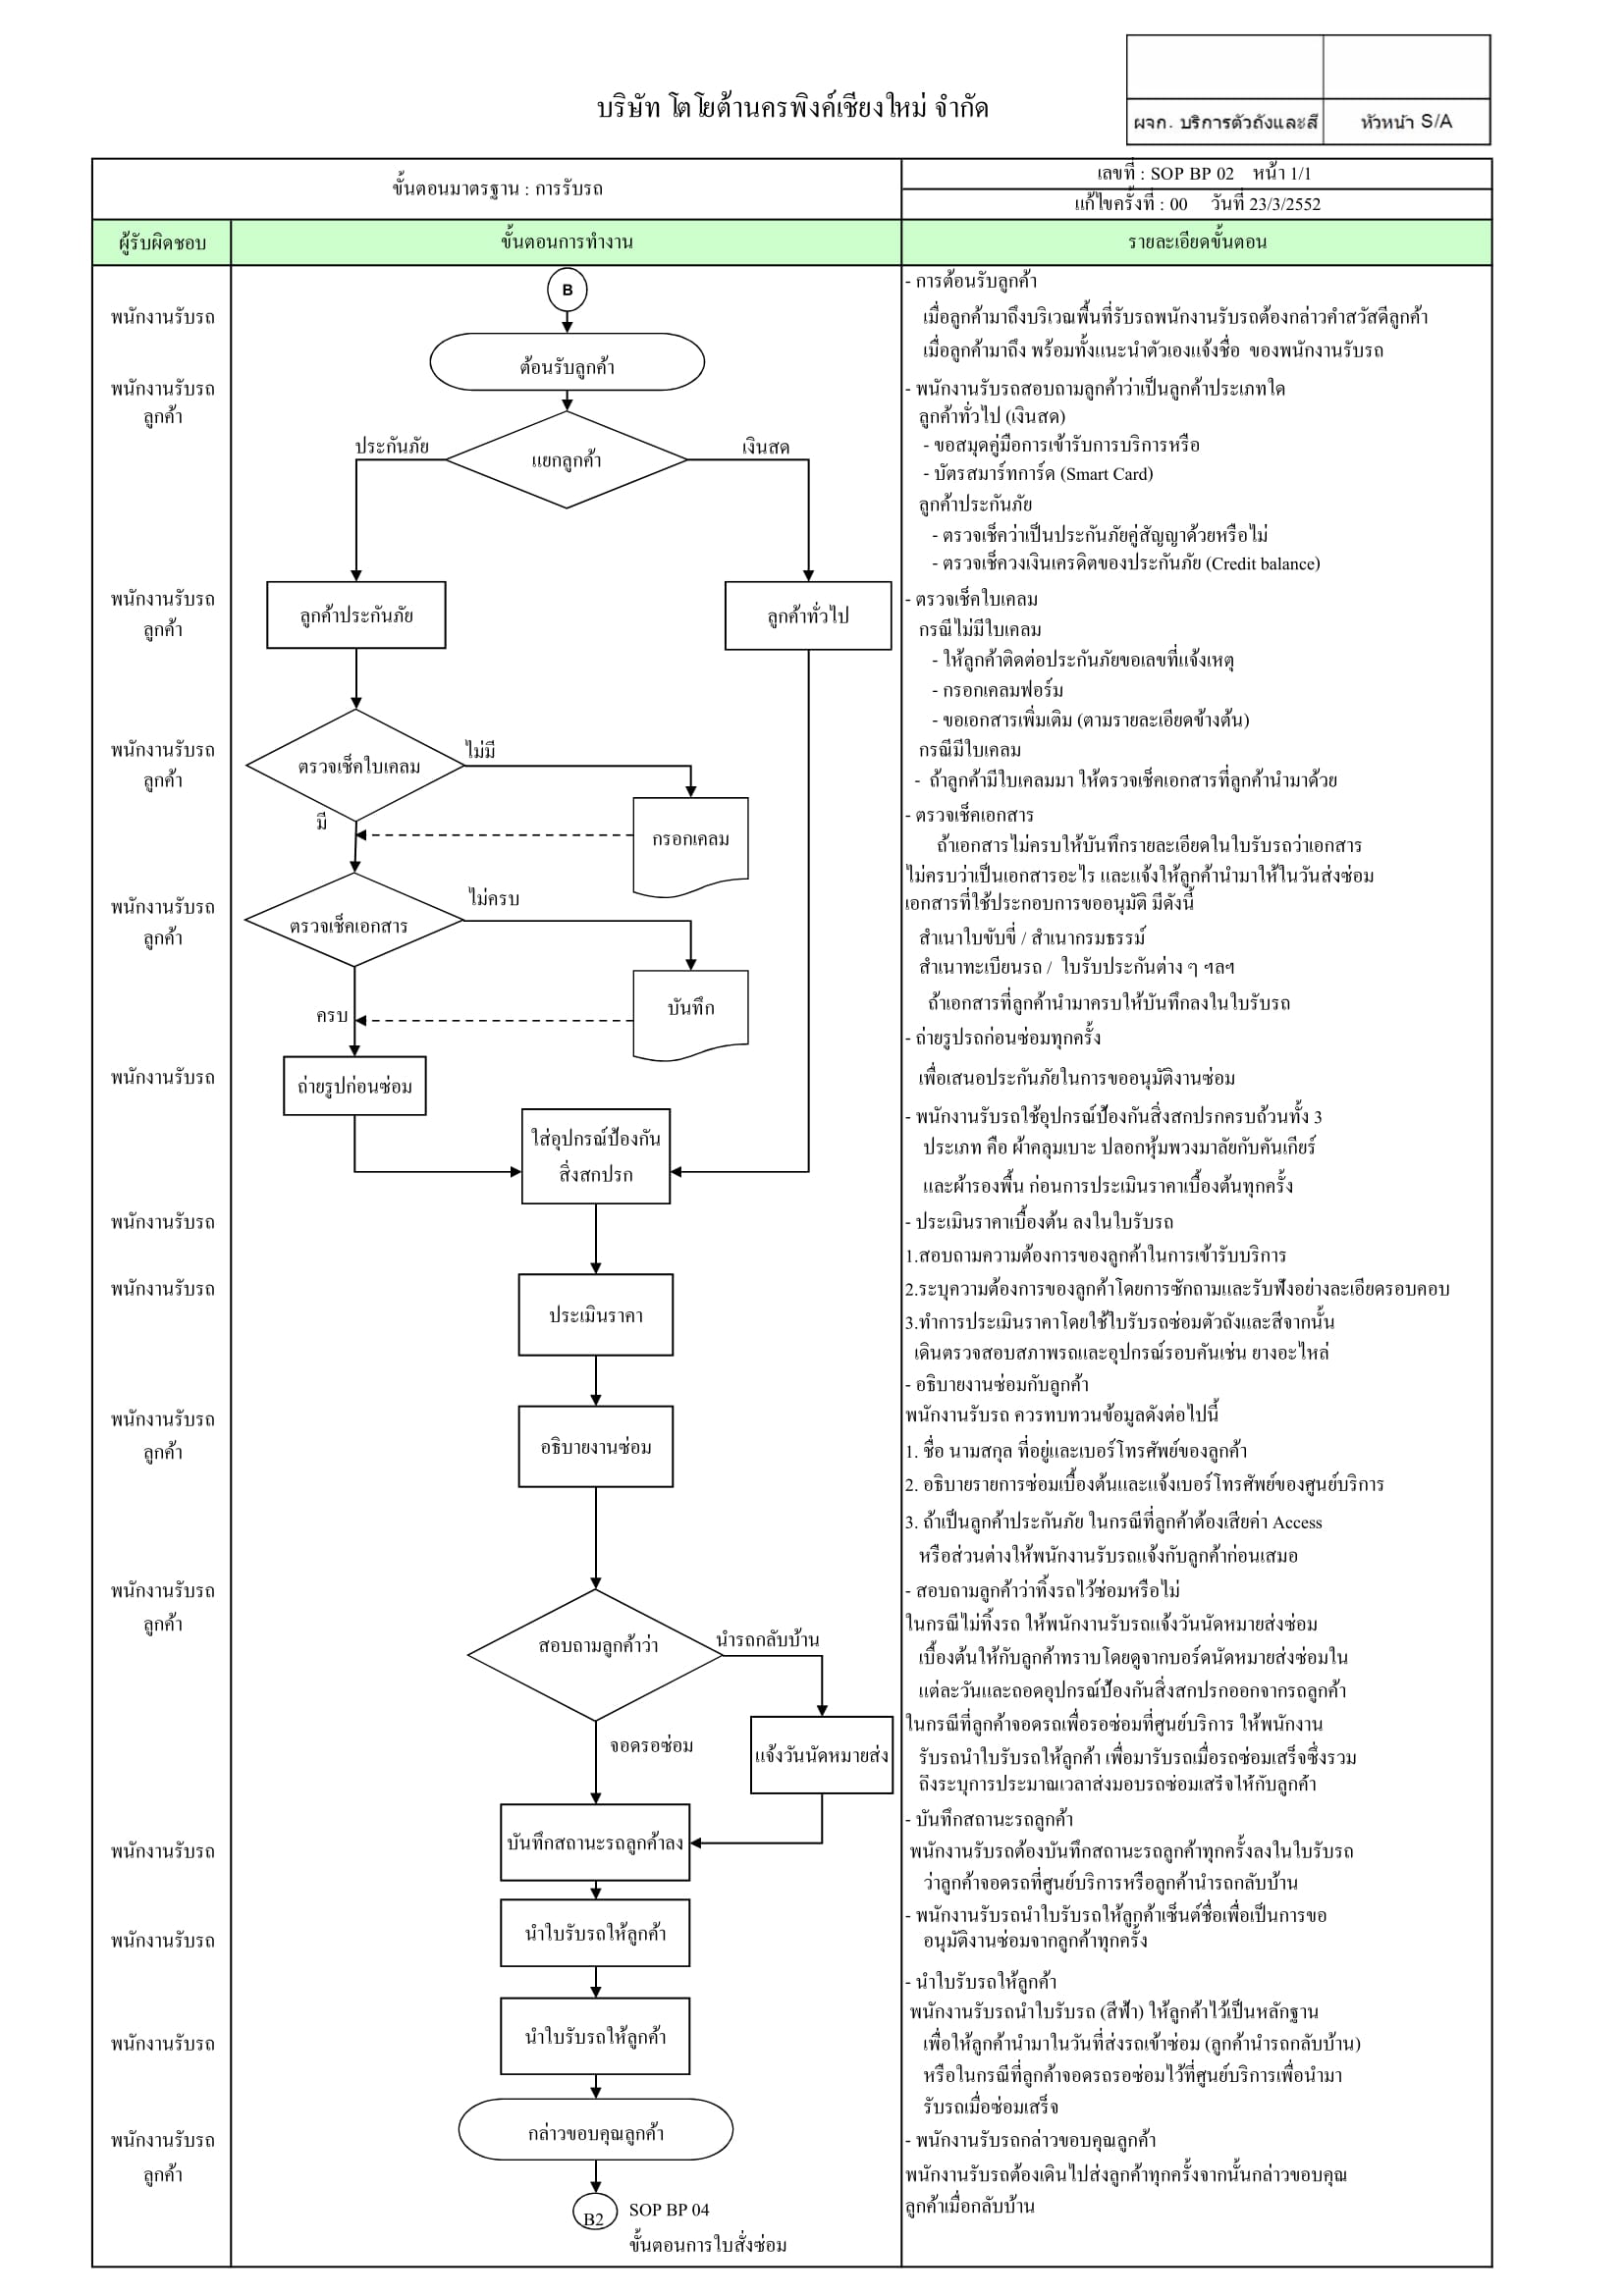 ผจก. บริการตัวถังและสี หัวหน้า S/A
บริษัท โตโยต้านครพิงค์เชียงใหม่ จำกัด
ขั้นตอนมาตรฐาน : การรับรถ
เลขที่ : SOP BP 02 หน้า 1/1
แก้ไขครั้งที่ : 00 วันที่ 23/3/2552
ผู้รับผิดชอบ ขั้นตอนการทำงาน รายละเอียดขั้นตอน
พนักงานรับรถ
พนักงานรับรถ
ลูกค้า
พนักงานรับรถ
ลูกค้า
พนักงานรับรถ
ลูกค้า
พนักงานรับรถ
ลูกค้า
พนักงานรับรถ
พนักงานรับรถ
พนักงานรับรถ
พนักงานรับรถ
ลูกค้า
พนักงานรับรถ
ลูกค้า
พนักงานรับรถ
พนักงานรับรถ
พนักงานรับรถ
พนักงานรับรถ
ลูกค้า
B
ต้อนรับลูกค้า
ประกันภัย
แยกลูกค้า
เงินสด
ลูกค้าประกันภัย
ลูกค้าทั่วไป
ตรวจเช็คใบเคลม
ไม่มี
มี
กรอกเคลม
ตรวจเช็คเอกสาร
ไม่ครบ
ครบ
บันทึก
ถ่ายรูปก่อนซ่อม
ใส่อุปกรณ์ป้องกัน
สิ่งสกปรก
ประเมินราคา
อธิบายงานซ่อม
สอบถามลูกค้าว่า
นำรถกลับบ้าน
จอดรอซ่อม
แจ้งวันนัดหมายส่ง
บันทึกสถานะรถลูกค้าลง
นำใบรับรถให้ลูกค้า
นำใบรับรถให้ลูกค้า
กล่าวขอบคุณลูกค้า
B2
SOP BP 04
ขั้นตอนการใบสั่งซ่อม
- การต้อนรับลูกค้า
เมื่อลูกค้ามาถึงบริเวณพื้นที่รับรถพนักงานรับรถต้องกล่าวคำสวัสดีลูกค้า
เมื่อลูกค้ามาถึง พร้อมทั้งแนะนำตัวเองแจ้งชื่อ ของพนักงานรับรถ
- พนักงานรับรถสอบถามลูกค้าว่าเป็นลูกค้าประเภทใด
ลูกค้าทั่วไป (เงินสด)
- ขอสมุดคู่มือการเข้ารับการบริการหรือ
- บัตรสมาร์ทการ์ด (Smart Card)
ลูกค้าประกันภัย
- ตรวจเช็คว่าเป็นประกันภัยคู่สัญญาด้วยหรือไม่
- ตรวจเช็ควงเงินเครดิตของประกันภัย (Credit balance)
- ตรวจเช็คใบเคลม
กรณีไม่มีใบเคลม
- ให้ลูกค้าติดต่อประกันภัยขอเลขที่แจ้งเหตุ
- กรอกเคลมฟอร์ม
- ขอเอกสารเพิ่มเติม (ตามรายละเอียดข้างต้น)
กรณีมีใบเคลม
- ถ้าลูกค้ามีใบเคลมมา ให้ตรวจเช็คเอกสารที่ลูกค้านำมาด้วย
- ตรวจเช็คเอกสาร
ถ้าเอกสารไม่ครบให้บันทึกรายละเอียดในใบรับรถว่าเอกสาร
ไม่ครบว่าเป็นเอกสารอะไร และแจ้งให้ลูกค้านำมาให้ในวันส่งซ่อม
เอกสารที่ใช้ประกอบการขออนุมัติ มีดังนี้
สำเนาใบขับขี่ / สำเนากรมธรรม์
สำเนาทะเบียนรถ / ใบรับประกันต่าง ๆ ฯลฯ
ถ้าเอกสารที่ลูกค้านำมาครบให้บันทึกลงในใบรับรถ
- ถ่ายรูปรถก่อนซ่อมทุกครั้ง
เพื่อเสนอประกันภัยในการขออนุมัติงานซ่อม
- พนักงานรับรถใช้อุปกรณ์ป้องกันสิ่งสกปรกครบถ้วนทั้ง 3
ประเภท คือ ผ้าคลุมเบาะ ปลอกหุ้มพวงมาลัยกับคันเกียร์
และผ้ารองพื้น ก่อนการประเมินราคาเบื้องต้นทุกครั้ง
- ประเมินราคาเบื้องต้น ลงในใบรับรถ
1.สอบถามความต้องการของลูกค้าในการเข้ารับบริการ
2.ระบุความต้องการของลูกค้าโดยการซักถามและรับฟังอย่างละเอียดรอบคอบ
3.ทำการประเมินราคาโดยใช้ใบรับรถซ่อมตัวถังและสีจากนั้น
เดินตรวจสอบสภาพรถและอุปกรณ์รอบคันเช่น ยางอะไหล่
- อธิบายงานซ่อมกับลูกค้า
พนักงานรับรถ ควรทบทวนข้อมูลดังต่อไปนี้
1. ชื่อ นามสกุล ที่อยู่และเบอร์โทรศัพย์ของลูกค้า
2. อธิบายรายการซ่อมเบื้องต้นและแจ้งเบอร์โทรศัพย์ของศูนย์บริการ
3. ถ้าเป็นลูกค้าประกันภัย ในกรณีที่ลูกค้าต้องเสียค่า Access
หรือส่วนต่างให้พนักงานรับรถแจ้งกับลูกค้าก่อนเสมอ
- สอบถามลูกค้าว่าทิ้งรถไว้ซ่อมหรือไม่
ในกรณีไม่ทิ้งรถ ให้พนักงานรับรถแจ้งวันนัดหมายส่งซ่อม
เบื้องต้นให้กับลูกค้าทราบโดยดูจากบอร์ดนัดหมายส่งซ่อมใน
แต่ละวันและถอดอุปกรณ์ป้องกันสิ่งสกปรกออกจากรถลูกค้า
ในกรณีที่ลูกค้าจอดรถเพื่อรอซ่อมที่ศูนย์บริการ ให้พนักงาน
รับรถนำใบรับรถให้ลูกค้า เพื่อมารับรถเมื่อรถซ่อมเสร็จซึ่งรวม
ถึงระบุการประมาณเวลาส่งมอบรถซ่อมเสร็จให้กับลูกค้า
- บันทึกสถานะรถลูกค้า
พนักงานรับรถต้องบันทึกสถานะรถลูกค้าทุกครั้งลงในใบรับรถ
ว่าลูกค้าจอดรถที่ศูนย์บริการหรือลูกค้านำรถกลับบ้าน
- พนักงานรับรถนำใบรับรถให้ลูกค้าเซ็นต์ชื่อเพื่อเป็นการขอ
อนุมัติงานซ่อมจากลูกค้าทุกครั้ง
- นำใบรับรถให้ลูกค้า
พนักงานรับรถนำใบรับรถ (สีฟ้า) ให้ลูกค้าไว้เป็นหลักฐาน
เพื่อให้ลูกค้านำมาในวันที่ส่งรถเข้าซ่อม (ลูกค้านำรถกลับบ้าน)
หรือในกรณีที่ลูกค้าจอดรถรอซ่อมไว้ที่ศูนย์บริการเพื่อนำมา
รับรถเมื่อซ่อมเสร็จ
- พนักงานรับรถกล่าวขอบคุณลูกค้า
พนักงานรับรถต้องเดินไปส่งลูกค้าทุกครั้งจากนั้นกล่าวขอบคุณ
ลูกค้าเมื่อกลับบ้าน